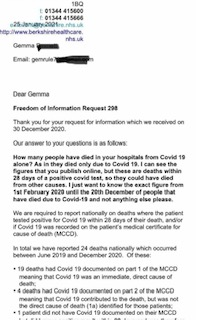 1BQ
t: 01344 415600
f: 01344 415666
nhs.uk
25 January 2021
http://www.berkshirehealthcare.
nhs.uk
Gemma
Email:
Dear Gemma
Freedom of Information Request 298
Thank you for your request for information which we received on
30 December 2020.
Our answer to your questions is as follows:
How many people have died in your hospitals from Covid 19
alone? As in they died only due to Covid 19. I can see the
figures that you publish online, but these are deaths within
28 days of a positive covid test, so they could have died
from other causes. I just want to know the exact figure from
1st February 2020 until the 20th December of people that
have died due to Covid-19 and not anything else please.
We are required to report nationally on deaths where the patient
tested positive for Covid 19 within 28 days of their death, and/or
if Covid 19 was recorded on the patient's medical certificate for
cause of death (MCCD).
In total we have reported 24 deaths nationally which occurred
between June 2019 and December 2020. Of these:
• 19 deaths had Covid 19 documented on part 1 of the MCCD
meaning that Covid 19 was an immediate, direct cause of
death;
• 4 deaths had Covid 19 documented on part 2 of the MCCD
meaning that Covid 19 contributed to the death, but was not
the direct cause of death (1a) identified for those patients;
• 1 patient did not have Covid 19 documented on their MCCD